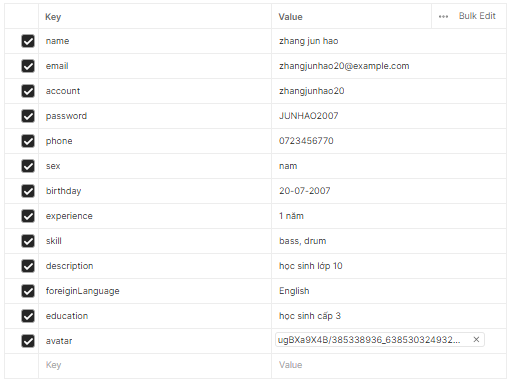 Key Value ••• Bulk Edit
name zhang jun hao
email zhangjunhao20@example.com
account zhangjunhao20
password JUNHAO2007
phone 0723456770
sex nam
birthday 20-07-2007
experience 1 năm
skill bass, drum
description học sinh lớp 10
foreiginLanguage English
education học sinh cấp 3
avatar ugBXa9X4B/385338936_638530324932...
Key Value